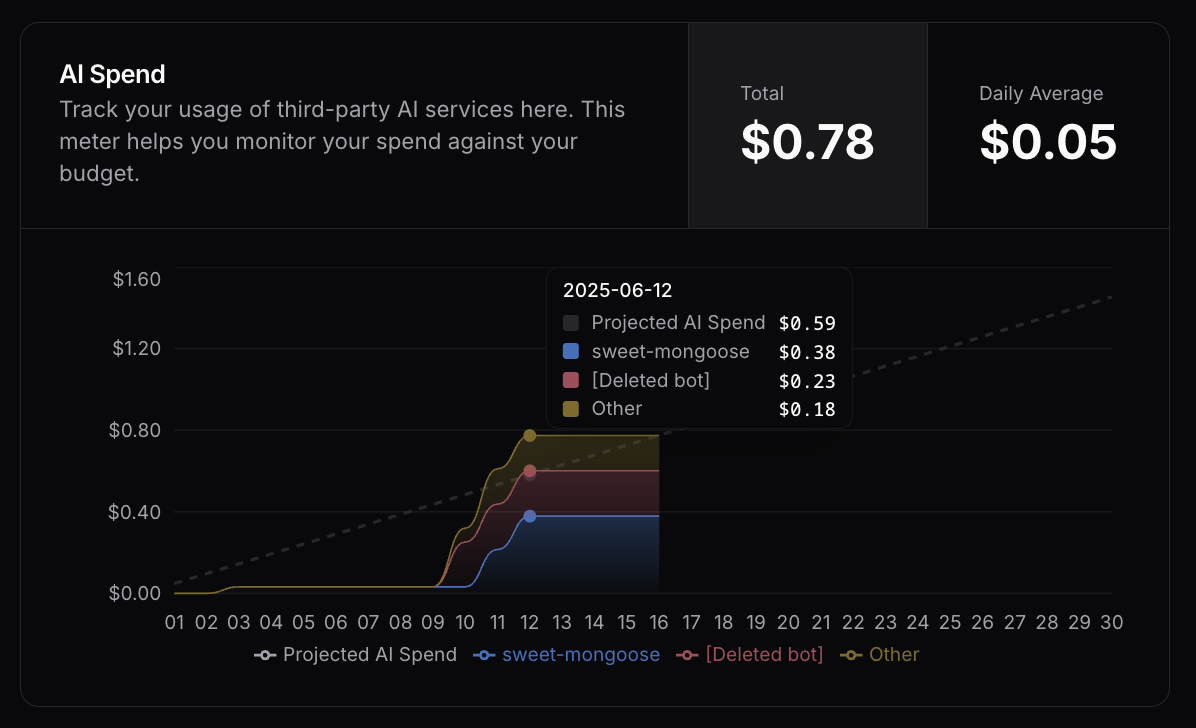 AI Spend
Track your usage of third-party AI services here. This
meter helps you monitor your spend against your
budget.
Total
$0.78
Daily Average
$0.05
$1.60
$1.20
$0.80
$0.40
$0.00
2025-06-12
Projected AI Spend $0.59
sweet-mongoose $0.38
[Deleted bot] $0.23
Other $0.18
01 02 03 04 05 06 07 08 09 10 11 12 13 14 15 16 17 18 19 20 21 22 23 24 25 26 27 28 29 30
Projected AI Spend sweet-mongoose [Deleted bot] Other